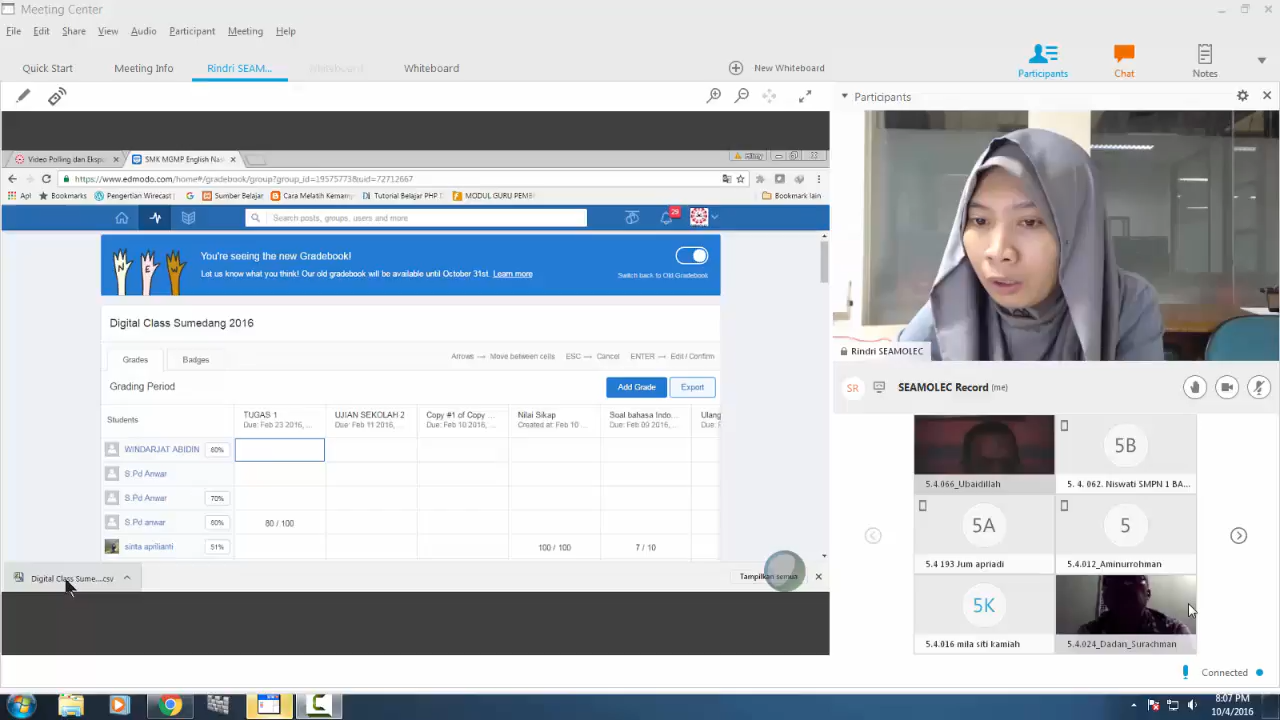 Meeting Center
File Edit Share View Audio Participant Meeting Help
Quick Start Meeting Info Rindri SEAM... Whiteboard Whiteboard
New Whiteboard
Participants Chat Notes
Participants
Video Polling dan Ekspo × SMK MGMP English Nas ×
https://www.edmodo.com/home#/gradebook/group?group_id=19575773&uid=72712667
Apl Bookmarks Pengertian Wirecast Sumber Belajar Cara Melatih Kemam Tutorial Belajar PHP MODUL GURU PEMB Bookmark lain
Search posts, groups, users and more
29
NEW
You're seeing the new Gradebook!
Let us know what you think! Our old gradebook will be available until October 31st. Learn more
Switch back to Old Gradebook
Digital Class Sumedang 2016
Grades Badges
Arrows → Move between cells ESC → Cancel ENTER → Edit / Confirm
Grading Period
Add Grade Export
Students
TUGAS 1 UJIAN SEKOLAH 2 Copy #1 of Copy ... Nilai Sikap Soal bahasa Indo... Ulang
Due: Feb 23 2016, ... Due: Feb 11 2016, ... Due: Feb 10 2016, ... Created at: Feb 10 ... Due: Feb 09 2016, ... Due: F
WINDARJAT ABIDIN 60%
S.Pd Anwar
S.Pd Anwar 70%
S.Pd anwar 60% 80 / 100
sinta aprilianti 51% 100 / 100 7 / 10
Digital Class Sume....csv
Tampilkan semua
Rindri SEAMOLEC
SR SEAMOLEC Record (me)
5.4.066_Ubaidillah
5B
5. 4. 062. Niswati SMPN 1 BA...
5A
5.4 193 Jum apriadi
5
5.4.012_Aminurrohman
5K
5.4.016 mila siti kamiah
5.4.024_Dadan_Surachman
Connected
8:07 PM
10/4/2016